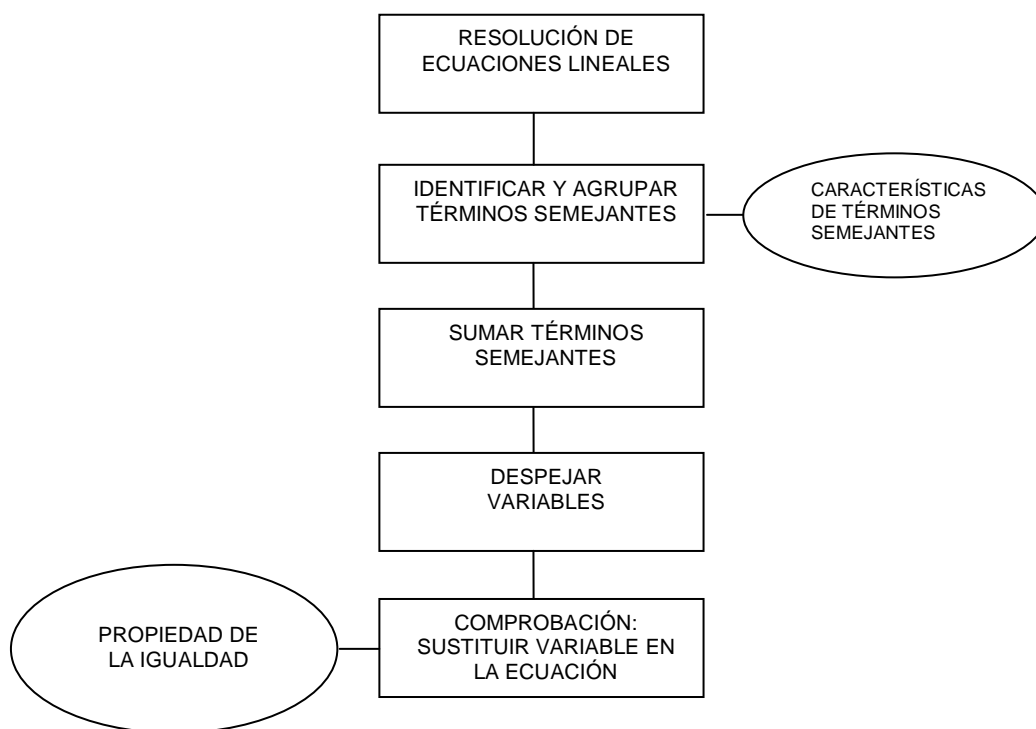 RESOLUCIÓN DE
ECUACIONES LINEALES
IDENTIFICAR Y AGRUPAR
TÉRMINOS SEMEJANTES
CARACTERÍSTICAS
DE TÉRMINOS
SEMEJANTES
SUMAR TÉRMINOS
SEMEJANTES
DESPEJAR
VARIABLES
PROPIEDAD DE
LA IGUALDAD
COMPROBACIÓN:
SUSTITUIR VARIABLE EN
LA ECUACIÓN